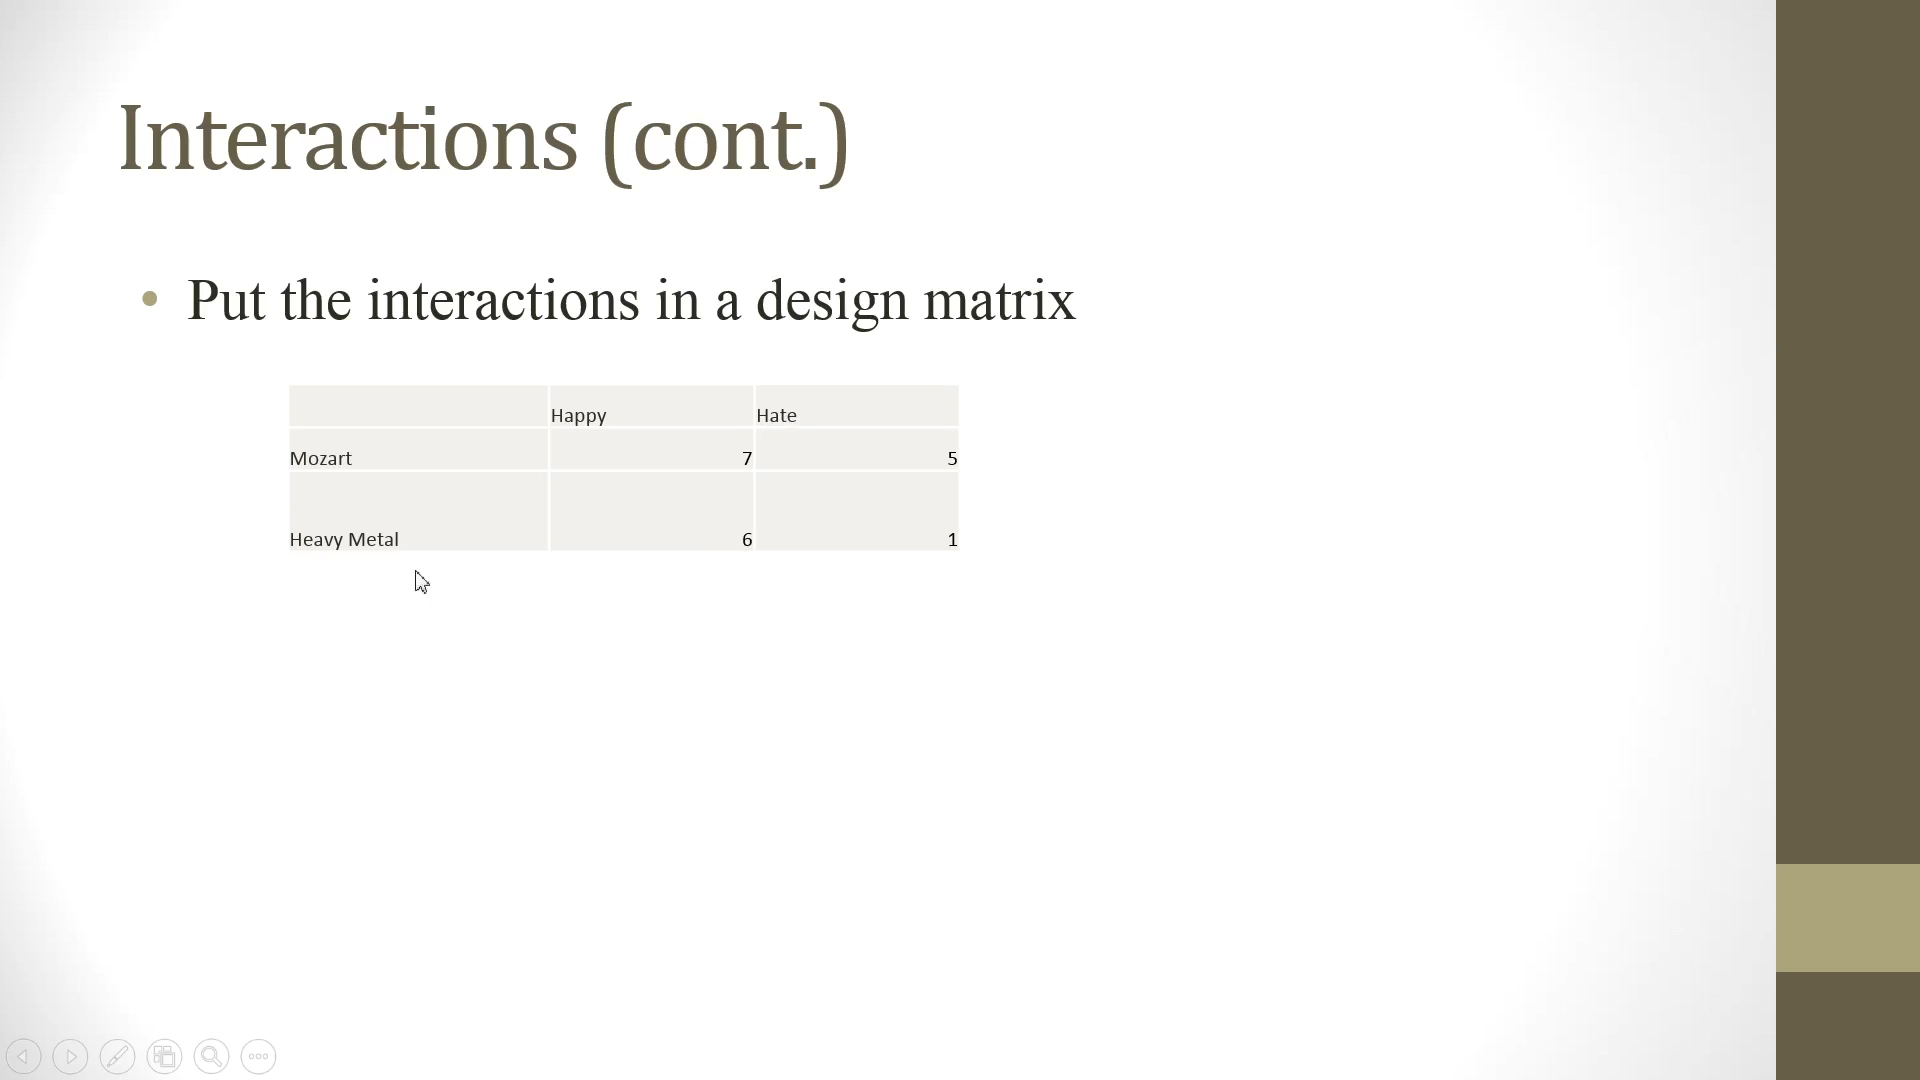 Interactions (cont.)
• Put the interactions in a design matrix
Happy Hate
Mozart 7 5
Heavy Metal 6 1